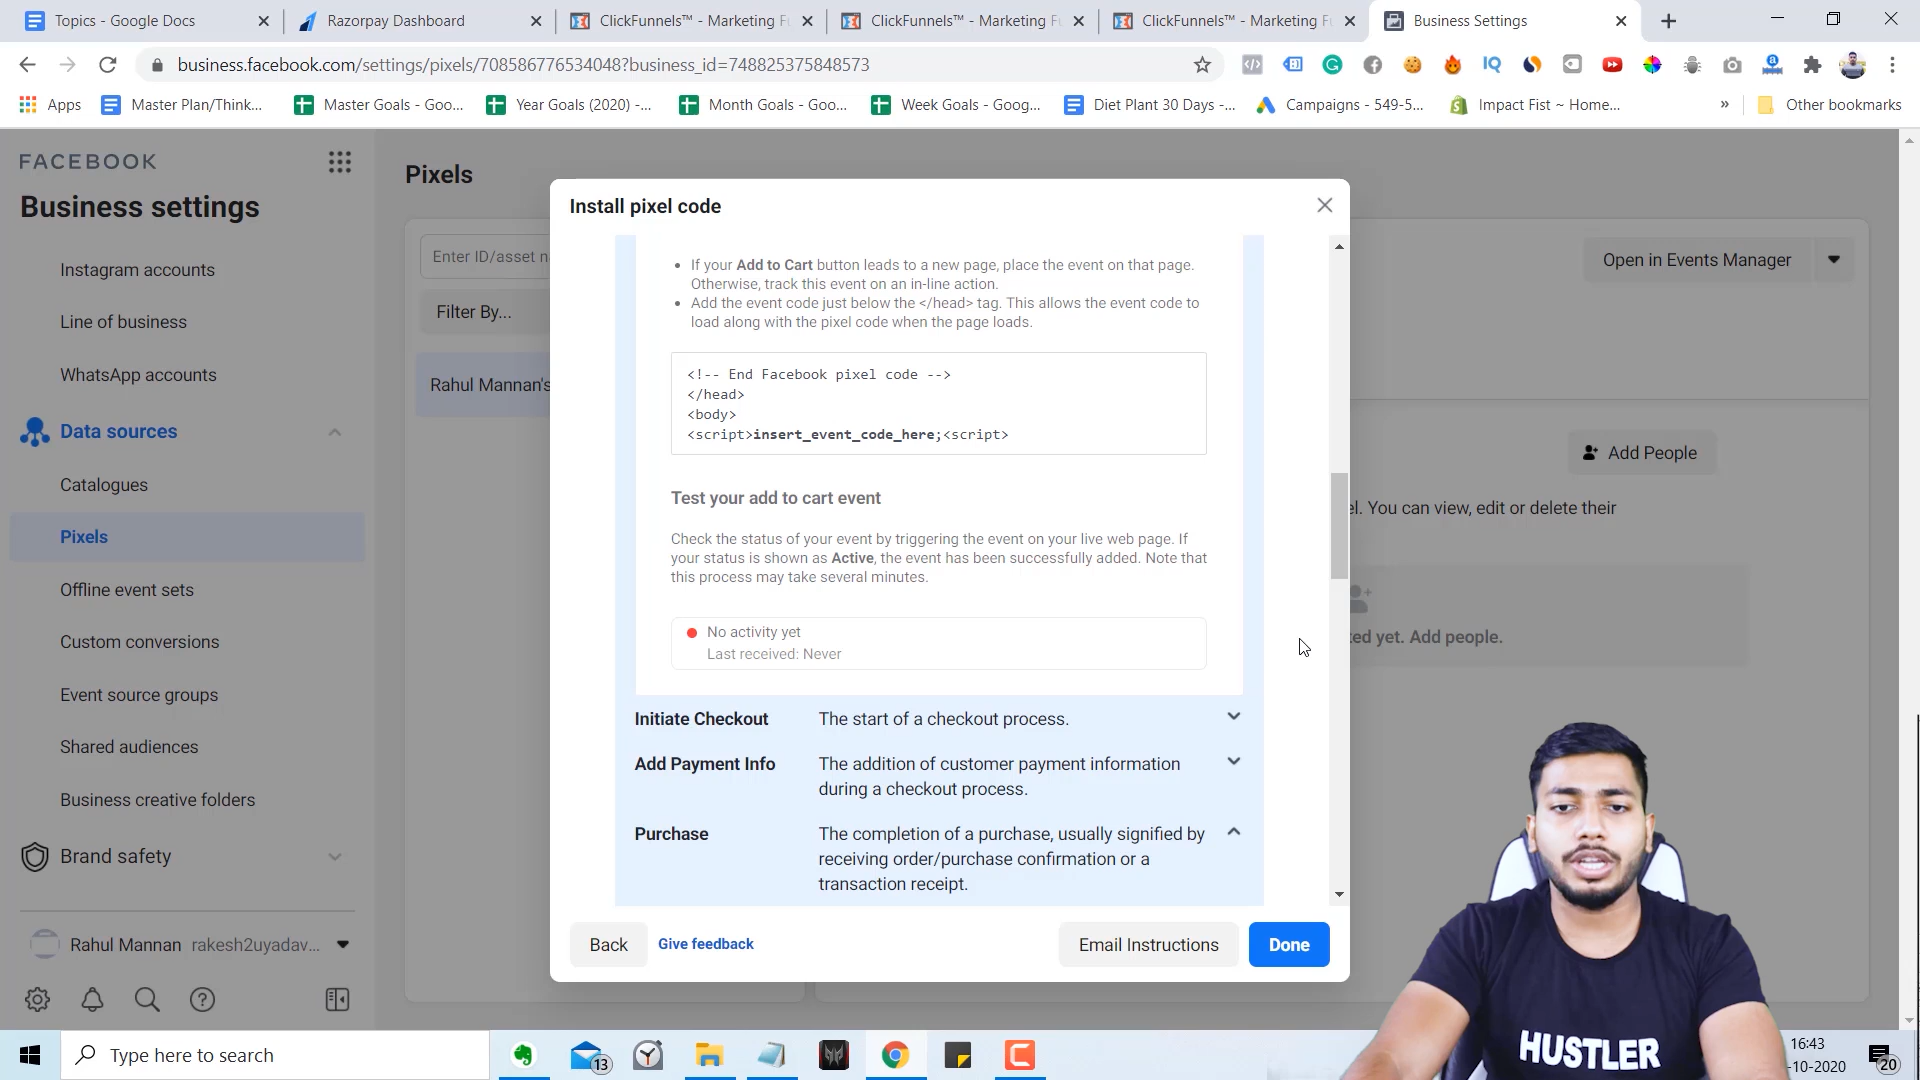 Topics - Google Docs
Razorpay Dashboard
ClickFunnels™ - Marketing Fu
ClickFunnels™ - Marketing Fu
ClickFunnels™ - Marketing Fu
Business Settings
business.facebook.com/settings/pixels/708586776534048?business_id=748825375848573
Apps
Master Plan/Think...
Master Goals - Goo...
Year Goals (2020) -...
Month Goals - Goo...
Week Goals - Goog...
Diet Plant 30 Days -...
Campaigns - 549-5...
Impact Fist ~ Home...
»
Other bookmarks
FACEBOOK
Business settings
Instagram accounts
Line of business
WhatsApp accounts
Data sources
Catalogues
Pixels
Offline event sets
Custom conversions
Event source groups
Shared audiences
Business creative folders
Brand safety
Rahul Mannan rakesh2uyadav...
Pixels
Enter ID/asset n
Filter By...
Rahul Mannan's
Open in Events Manager
Add People
el. You can view, edit or delete their
ted yet. Add people.
Install pixel code
• If your Add to Cart button leads to a new page, place the event on that page.
Otherwise, track this event on an in-line action.
• Add the event code just below the </head> tag. This allows the event code to
load along with the pixel code when the page loads.
<!-- End Facebook pixel code -->
</head>
<body>
<script>insert_event_code_here;<script>
Test your add to cart event
Check the status of your event by triggering the event on your live web page. If
your status is shown as Active, the event has been successfully added. Note that
this process may take several minutes.
No activity yet
Last received: Never
Initiate Checkout The start of a checkout process.
Add Payment Info The addition of customer payment information
during a checkout process.
Purchase The completion of a purchase, usually signified by
receiving order/purchase confirmation or a
transaction receipt.
Back
Give feedback
Email Instructions
Done
HUSTLER
Type here to search
13
16:43
-10-2020
20